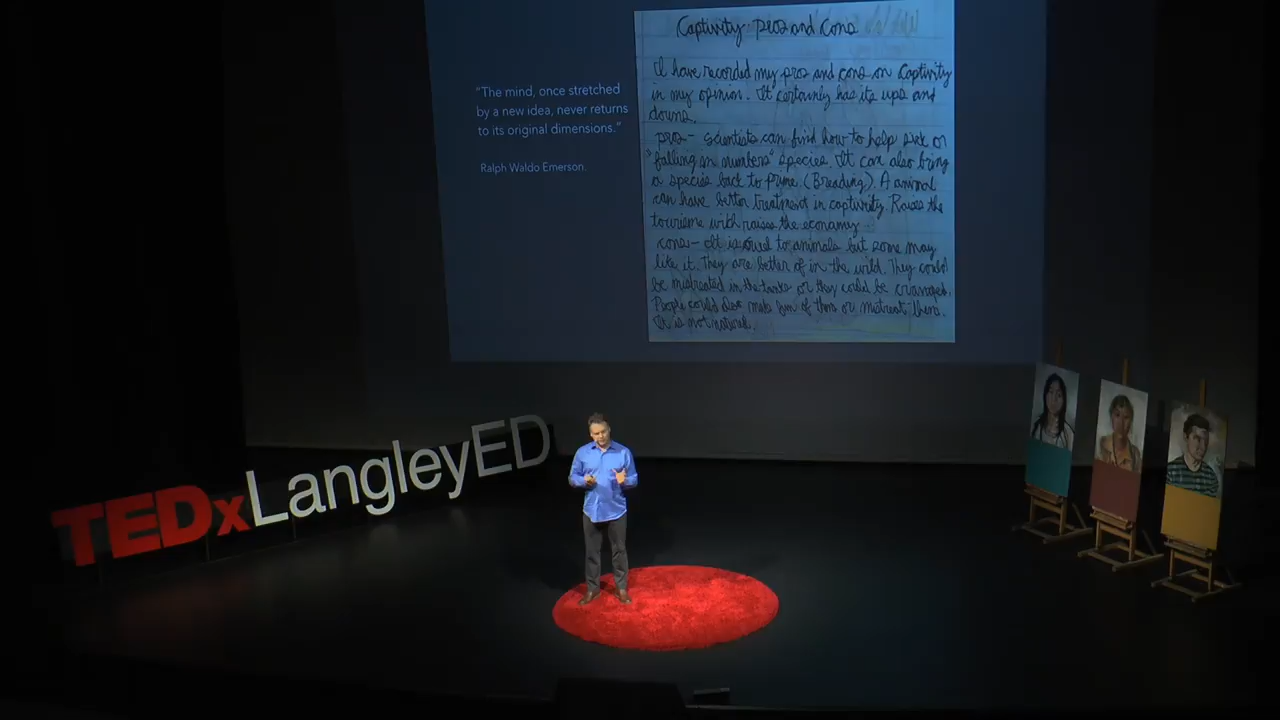 "The mind, once stretched
by a new idea, never returns
to its original dimensions."
Ralph Waldo Emerson.
Captivity: Pros and Cons
I have recorded my pros and cons on Captivity
in my opinion. It certainly has its ups and
downs.
pros- scientists can find how to help sick or
"falling in numbers" species. It can also bring
a species back to prime. (Breading). A animal
can have better treatment in captivity. Raises the
tourisme wich raises the economy
cons- It is cruel to animals but some may
like it. They are better of in the wild. They could
be mistreated in the tanks or they could be cramped.
People could also make fun of them or mistreat them.
It is not natural.
TEDxLangleyED